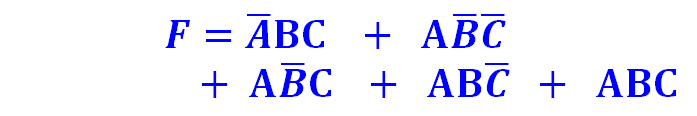 F = A̅BC + AB̅C̅
+ AB̅C + ABC̅ + ABC